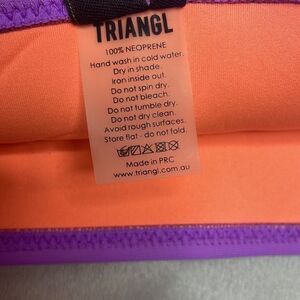 TRIANGL
100% NEOPRENE
Hand wash in cold water.
Dry in shade.
Iron inside out.
Do not spin dry.
Do not bleach.
Do not tumble dry.
Do not dry clean.
Avoid rough surfaces.
Store flat - do not fold.
Made in PRC
www.triangl.com.au